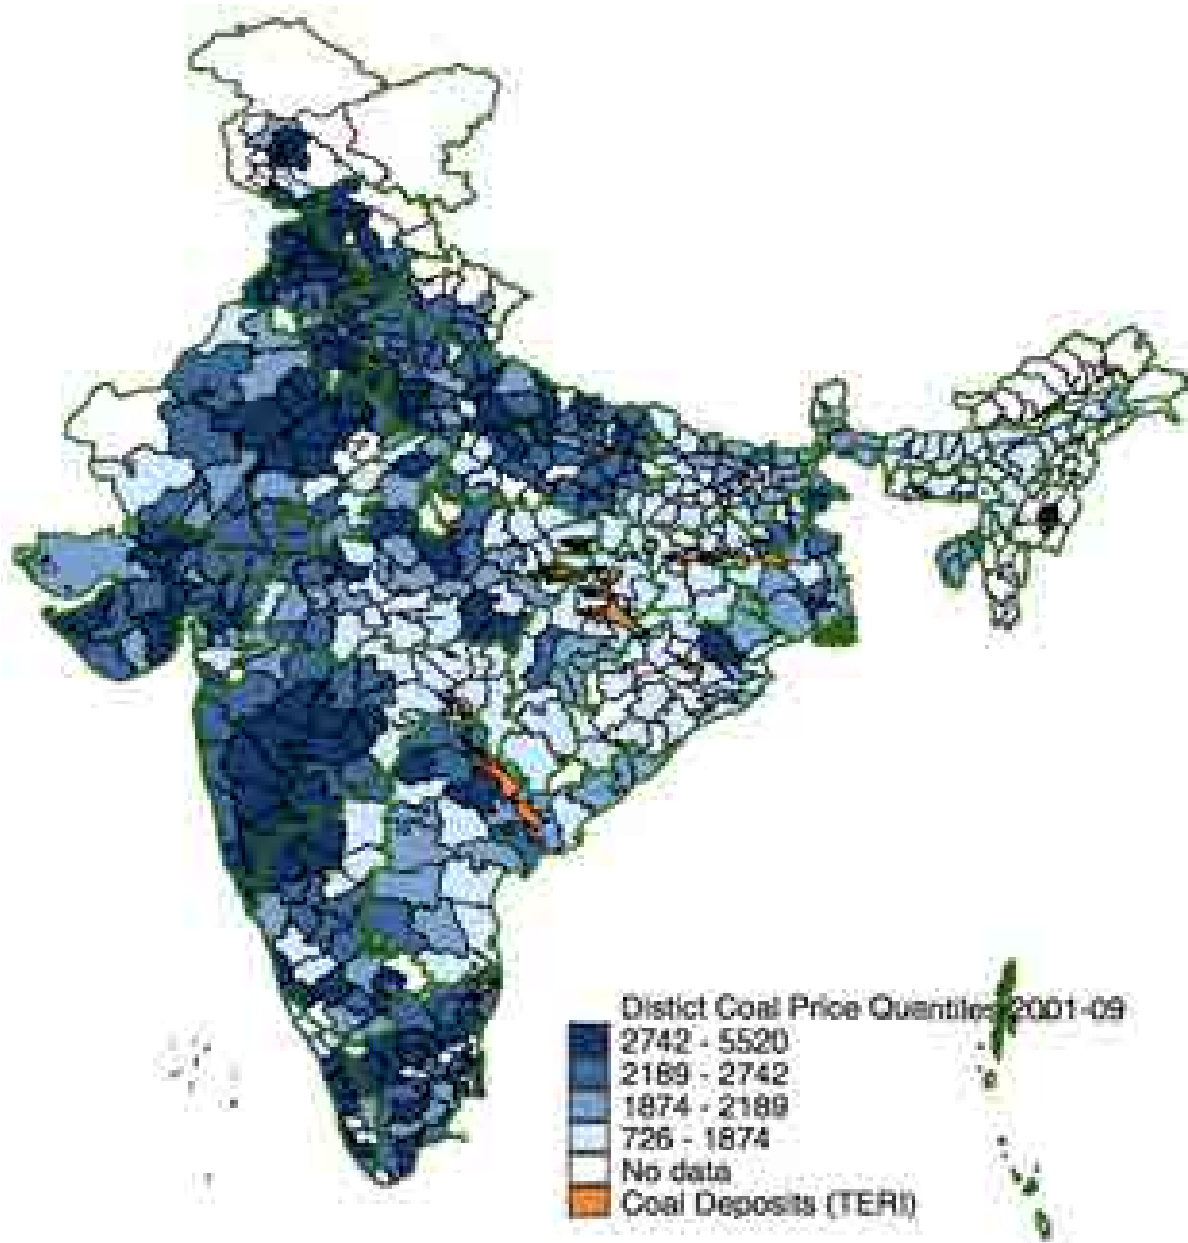 Distict Coal Price Quantiles 2001-09
2742 - 5520
2189 - 2742
1874 - 2189
726 - 1874
No data
Coal Deposits (TERI)